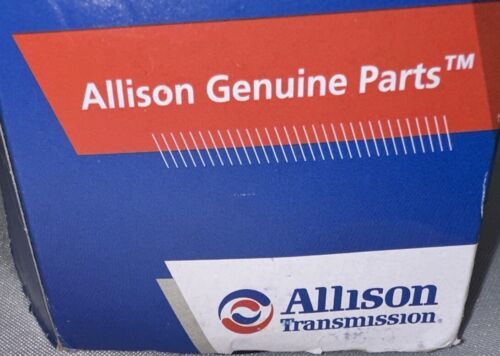 Allison Genuine Parts™
Allison
Transmission®